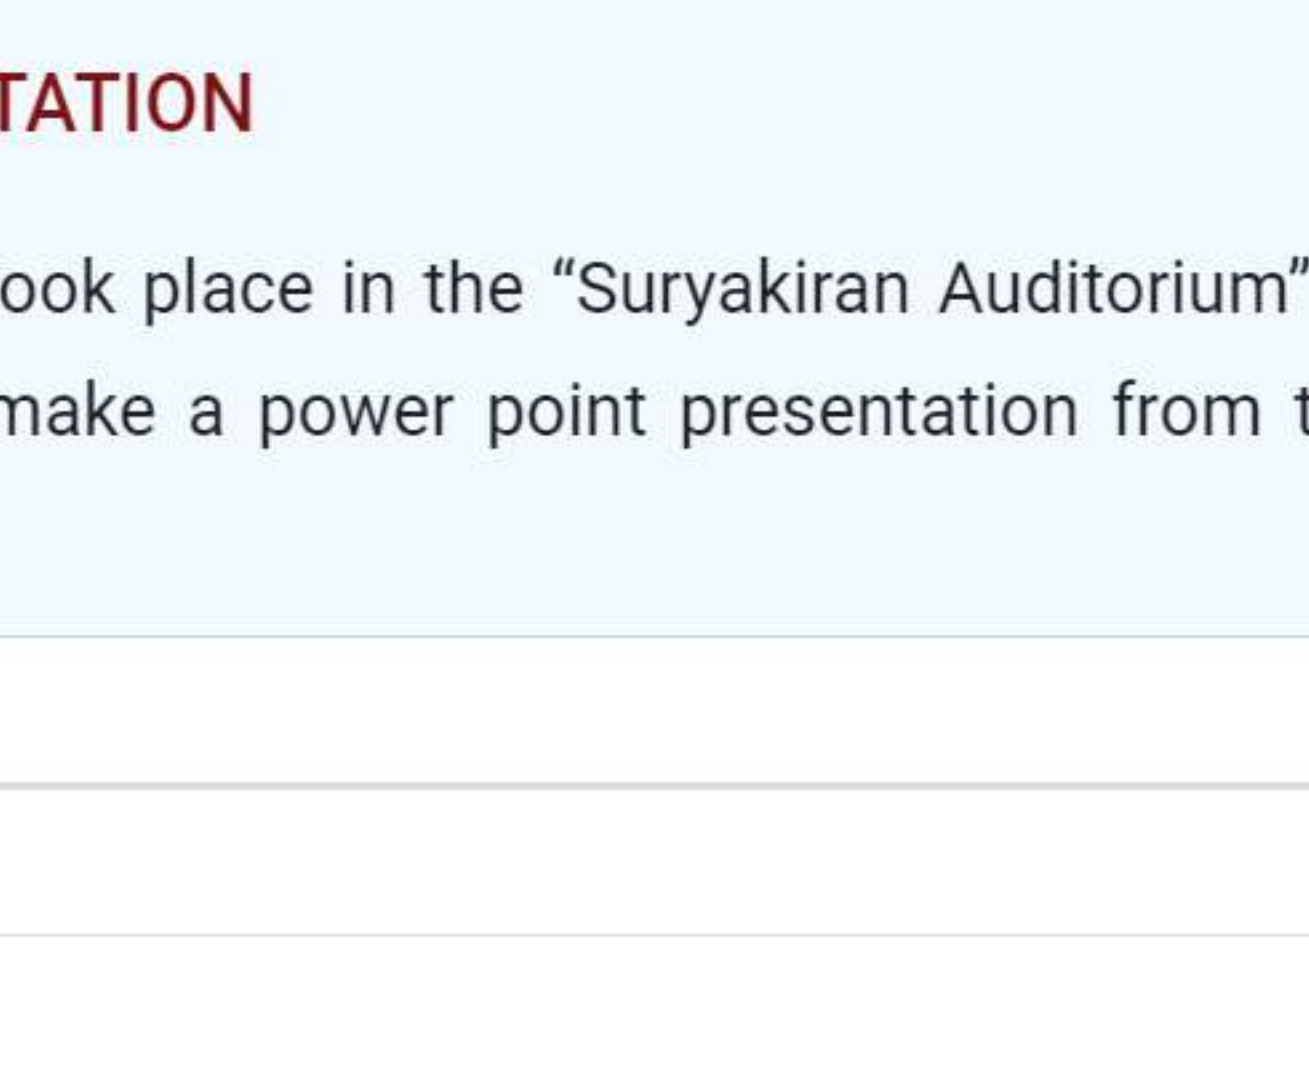 TATION
ook place in the “Suryakiran Auditorium”
make a power point presentation from t